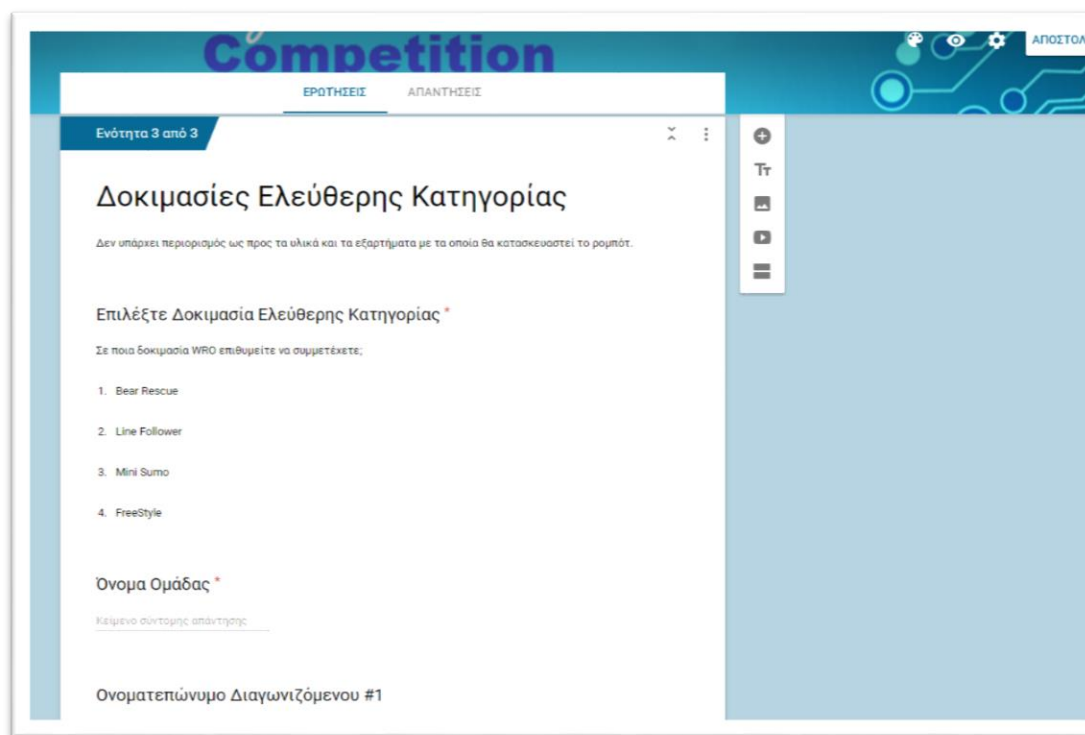 Competition
ΑΠΟΣΤΟΛ
ΕΡΩΤΗΣΕΙΣ ΑΠΑΝΤΗΣΕΙΣ
Ενότητα 3 από 3
Δοκιμασίες Ελεύθερης Κατηγορίας
Δεν υπάρχει περιορισμός ως προς τα υλικά και τα εξαρτήματα με τα οποία θα κατασκευαστεί το ρομπότ.
Επιλέξτε Δοκιμασία Ελεύθερης Κατηγορίας *
Σε ποια δοκιμασία WRO επιθυμείτε να συμμετέχετε;
1. Bear Rescue
2. Line Follower
3. Mini Sumo
4. FreeStyle
Όνομα Ομάδας *
Κείμενο σύντομης απάντησης
Ονοματεπώνυμο Διαγωνιζόμενου #1
Tт